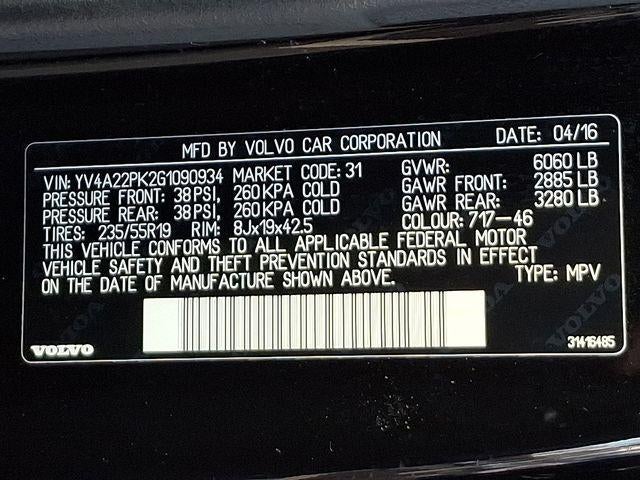 MFD BY VOLVO CAR CORPORATION DATE: 04/16
VIN: YV4A22PK2G1090934 MARKET CODE: 31 GVWR: 6060 LB
PRESSURE FRONT: 38 PSI, 260 KPA COLD GAWR FRONT: 2885 LB
PRESSURE REAR: 38 PSI, 260 KPA COLD GAWR REAR: 3280 LB
TIRES: 235/55R19 RIM: 8Jx19x42.5 COLOUR: 717-46
THIS VEHICLE CONFORMS TO ALL APPLICABLE FEDERAL MOTOR
VEHICLE SAFETY AND THEFT PREVENTION STANDARDS IN EFFECT
ON THE DATE OF MANUFACTURE SHOWN ABOVE. TYPE: MPV
VOLVO 31416485